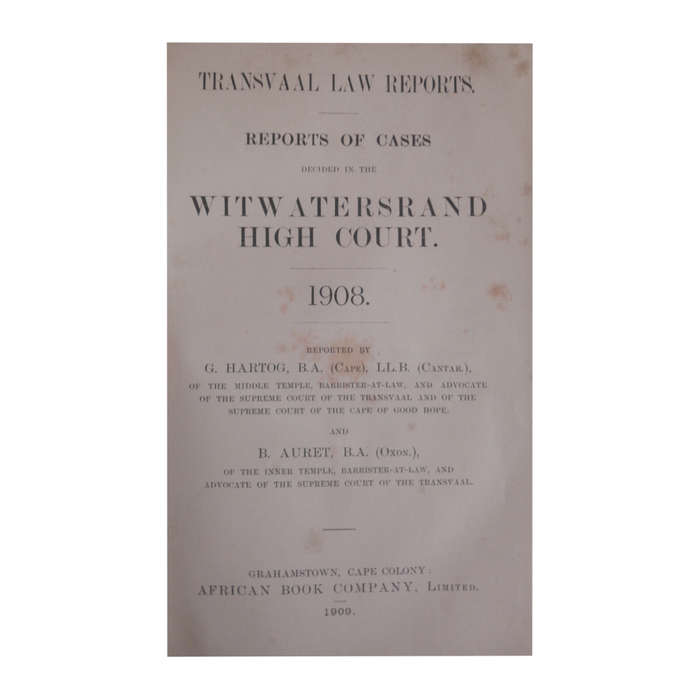 TRANSVAAL LAW REPORTS.
REPORTS OF CASES
DECIDED IN THE
WITWATERSRAND
HIGH COURT.
1908.
REPORTED BY
G. HARTOG, B.A. (Cape), LL.B. (Cantab.),
OF THE MIDDLE TEMPLE, BARRISTER-AT-LAW, AND ADVOCATE
OF THE SUPREME COURT OF THE TRANSVAAL AND OF THE
SUPREME COURT OF THE CAPE OF GOOD HOPE.
AND
B. AURET, B.A. (Oxon.),
OF THE INNER TEMPLE, BARRISTER-AT-LAW, AND
ADVOCATE OF THE SUPREME COURT OF THE TRANSVAAL.
GRAHAMSTOWN, CAPE COLONY:
AFRICAN BOOK COMPANY, Limited.
1909.